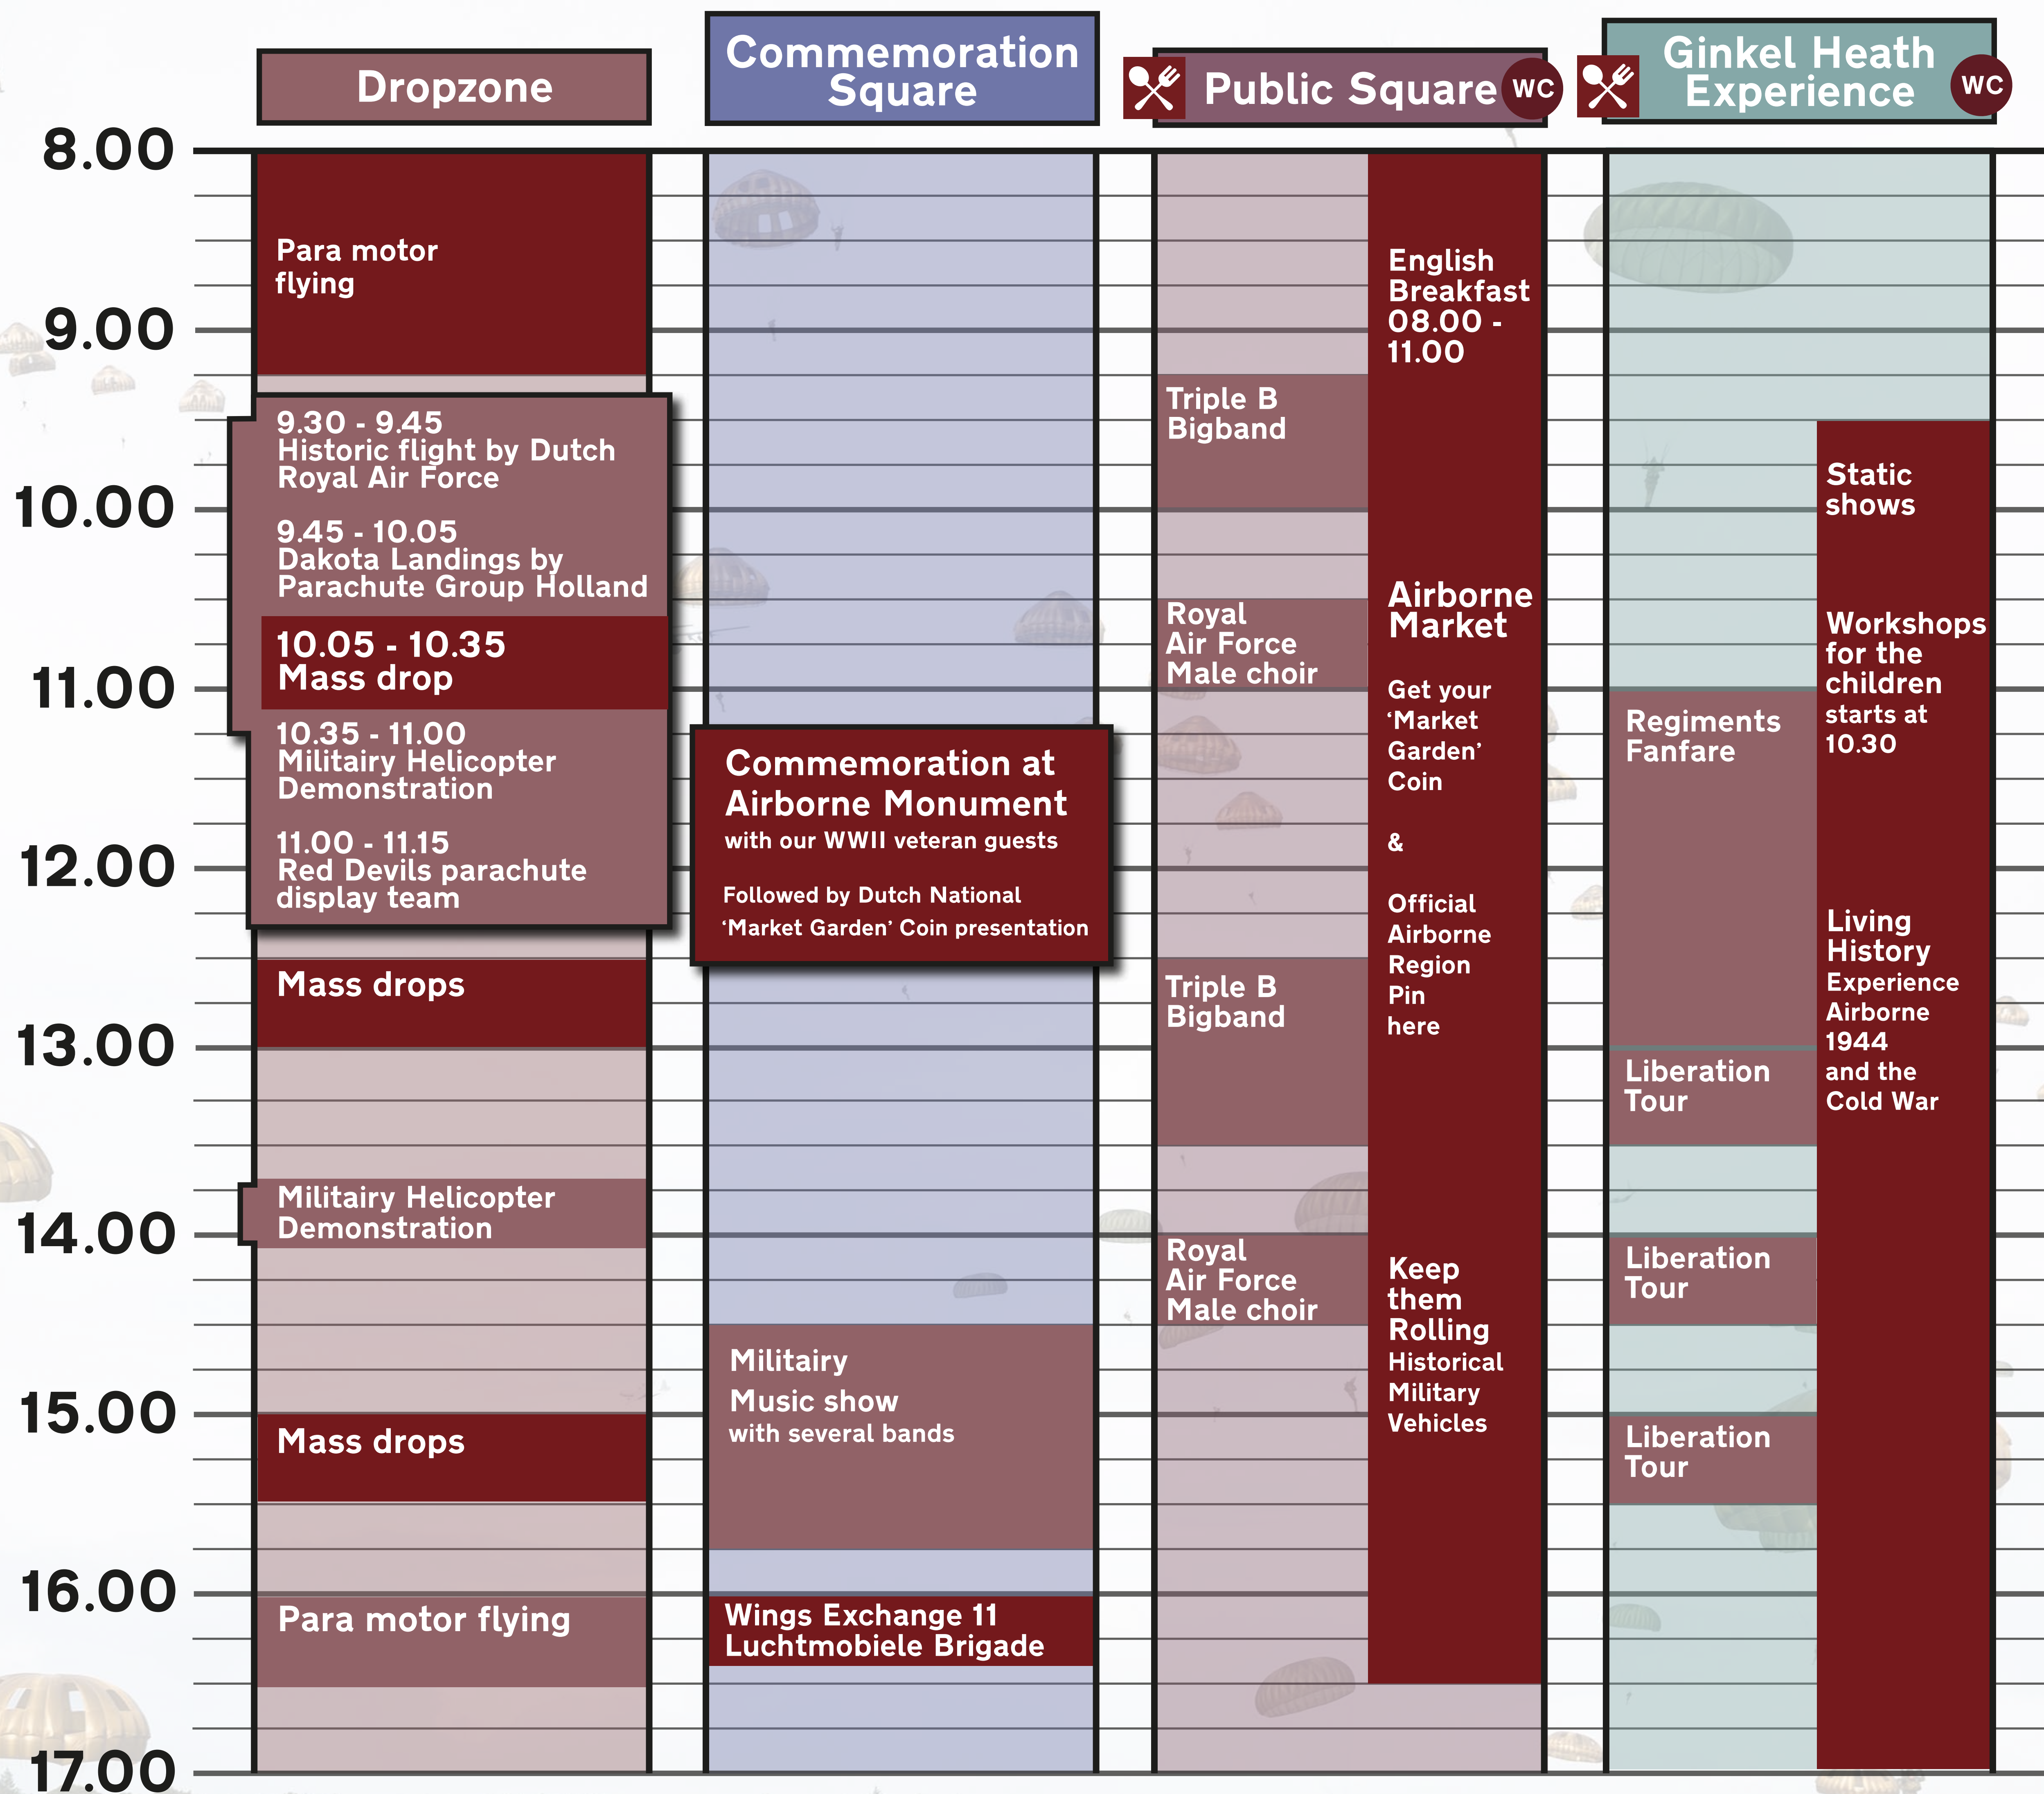 Dropzone
Commemoration
Square
Public Square
WC
Ginkel Heath
Experience
WC
8.00
9.00
10.00
11.00
12.00
13.00
14.00
15.00
16.00
17.00
Para motor
flying
9.30 - 9.45
Historic flight by Dutch
Royal Air Force
9.45 - 10.05
Dakota Landings by
Parachute Group Holland
10.05 - 10.35
Mass drop
10.35 - 11.00
Militairy Helicopter
Demonstration
11.00 - 11.15
Red Devils parachute
display team
Mass drops
Militairy Helicopter
Demonstration
Mass drops
Para motor flying
Commemoration at
Airborne Monument
with our WWII veteran guests
Followed by Dutch National
‘Market Garden’ Coin presentation
Militairy
Music show
with several bands
Wings Exchange 11
Luchtmobiele Brigade
Triple B
Bigband
Royal
Air Force
Male choir
Triple B
Bigband
Royal
Air Force
Male choir
English
Breakfast
08.00 -
11.00
Airborne
Market
Get your
‘Market
Garden’
Coin
&
Official
Airborne
Region
Pin
here
Keep
them
Rolling
Historical
Military
Vehicles
Regiments
Fanfare
Liberation
Tour
Liberation
Tour
Liberation
Tour
Static
shows
Workshops
for the
children
starts at
10.30
Living
History
Experience
Airborne
1944
and the
Cold War